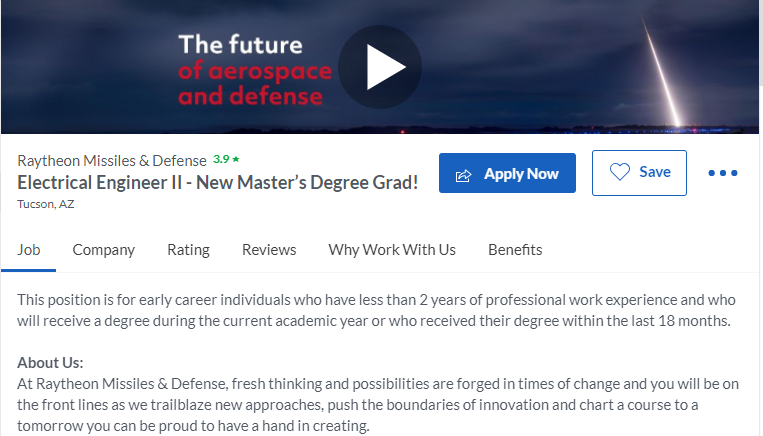 The future
of aerospace
and defense
Raytheon Missiles & Defense 3.9 ★
Electrical Engineer II - New Master's Degree Grad!
Tucson, AZ
Apply Now
Save
Job Company Rating Reviews Why Work With Us Benefits
This position is for early career individuals who have less than 2 years of professional work experience and who
will receive a degree during the current academic year or who received their degree within the last 18 months.
About Us:
At Raytheon Missiles & Defense, fresh thinking and possibilities are forged in times of change and you will be on
the front lines as we trailblaze new approaches, push the boundaries of innovation and chart a course to a
tomorrow you can be proud to have a hand in creating.